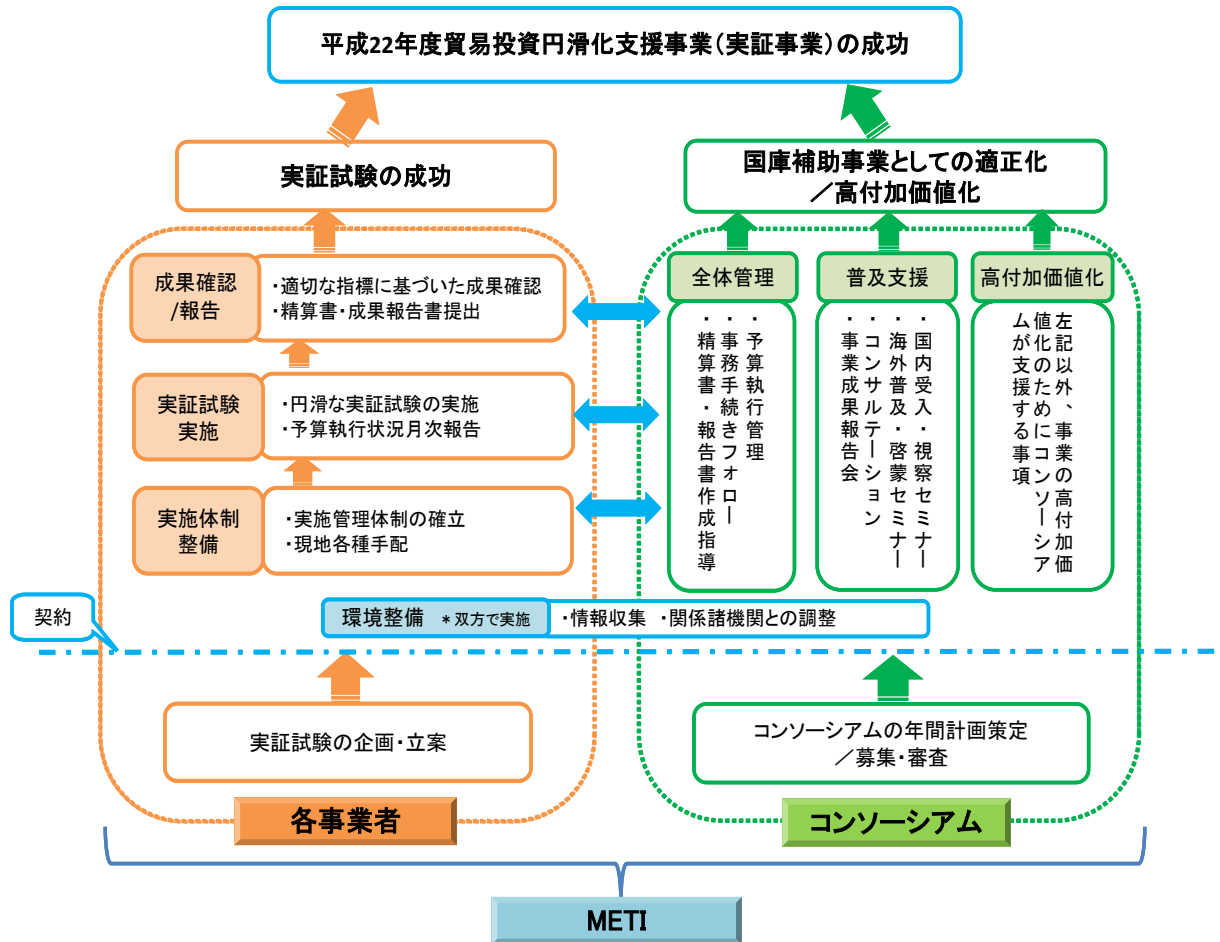 平成22年度貿易投資円滑化支援事業(実証事業)の成功
実証試験の成功
国庫補助事業としての適正化
／高付加価値化
成果確認
/報告
・適切な指標に基づいた成果確認
・精算書・成果報告書提出
実証試験
実施
・円滑な実証試験の実施
・予算執行状況月次報告
実施体制
整備
・実施管理体制の確立
・現地各種手配
全体管理
・予算執行管理
・事務手続きフォロー
・精算書・報告書作成指導
普及支援
・国内受入・視察セミナー
・海外普及・啓蒙セミナー
・コンサルテーション
・事業成果報告会
高付加価値化
左記以外、事業の高付加価
値化のためにコンソーシア
ムが支援する事項
環境整備 ＊双方で実施
・情報収集 ・関係諸機関との調整
契約
実証試験の企画・立案
コンソーシアムの年間計画策定
／募集・審査
各事業者
コンソーシアム
METI